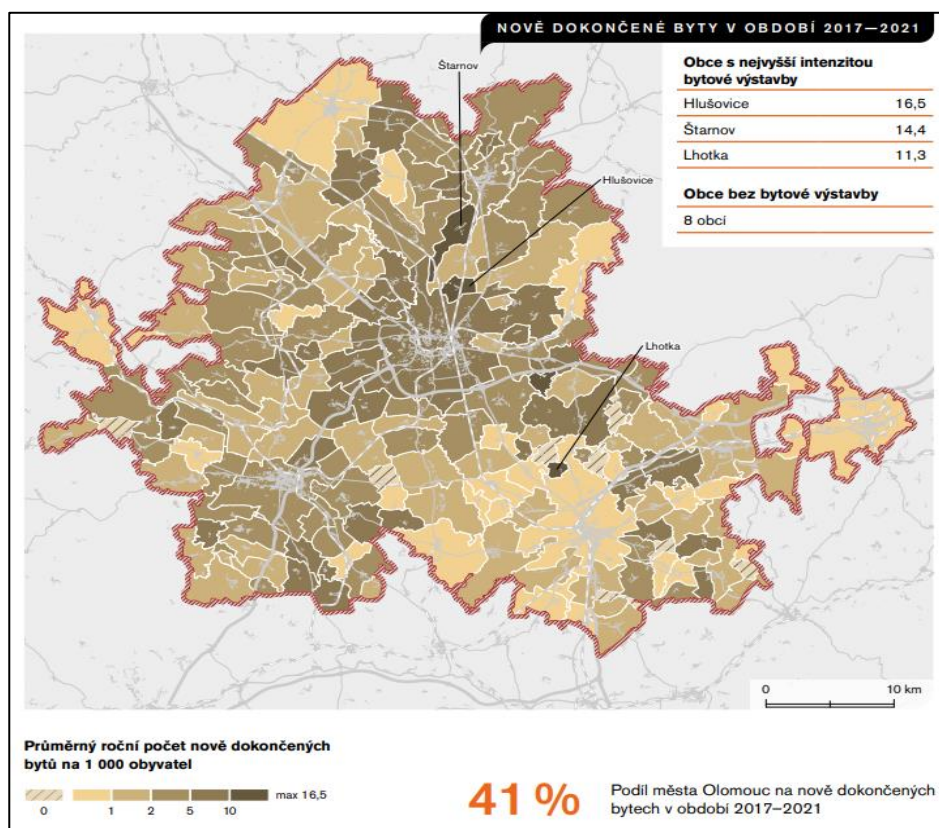 NOVĚ DOKONČENÉ BYTY V OBDOBÍ 2017—2021
Obce s nejvyšší intenzitou
bytové výstavby
Hlušovice 16,5
Štarnov 14,4
Lhotka 11,3
Obce bez bytové výstavby
8 obcí
Štarnov
Hlušovice
Lhotka
0 10 km
Průměrný roční počet nově dokončených
bytů na 1 000 obyvatel
max 16,5
0 1 2 5 10
41 %
Podíl města Olomouc na nově dokončených
bytech v období 2017–2021